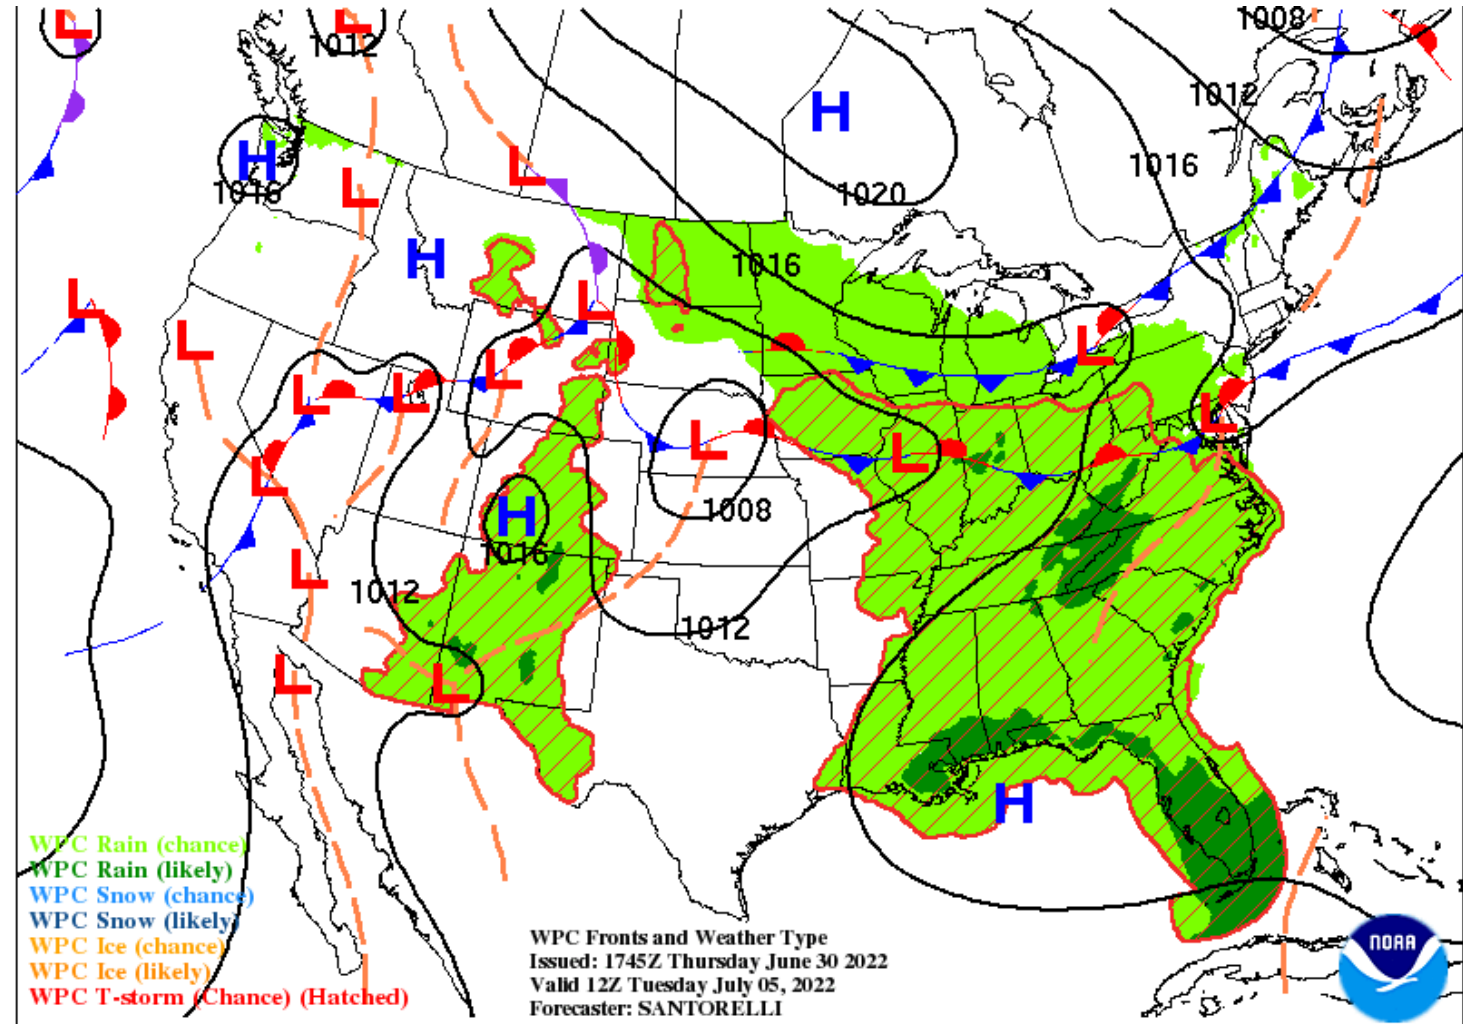 L
L
1012
1008
H
1012
L
H
1016
L
1016
1020
H
1016
L
L
L
L
L
L
L
L
L
L
L
H
1008
1016
L
1012
1012
L
L
H
WPC Rain (chance)
WPC Rain (likely)
WPC Snow (chance)
WPC Snow (likely)
WPC Ice (chance)
WPC Ice (likely)
WPC T-storm (Chance) (Hatched)
WPC Fronts and Weather Type
Issued: 1745Z Thursday June 30 2022
Valid 12Z Tuesday July 05, 2022
Forecaster: SANTORELLI
NOAA